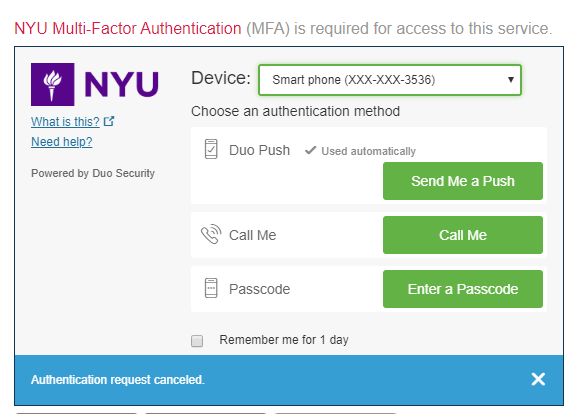 NYU Multi-Factor Authentication (MFA) is required for access to this service.
NYU
Device: Smart phone (XXX-XXX-3536)
What is this?
Need help?
Powered by Duo Security
Choose an authentication method
Duo Push Used automatically
Send Me a Push
Call Me Call Me
Passcode Enter a Passcode
Remember me for 1 day
Authentication request canceled.